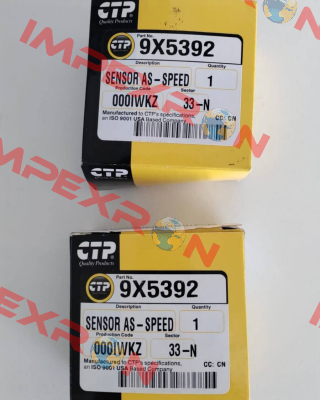 CTP
Quality Products
CTP
Part No.
9X5392
Description
Quantity
SENSOR AS-SPEED
1
Production Code
Sector
000IWKZ
33-N
Manufactured to CTP's specifications,
an ISO 9001 USA Based Company
CC: CN
IMPEXRON
CTP
Quality Products
CTP
Part No.
9X5392
Description
Quantity
SENSOR AS-SPEED
1
Production Code
Sector
000IWKZ
33-N
Manufactured to CTP's specifications,
an ISO 9001 USA Based Company
CC: CN